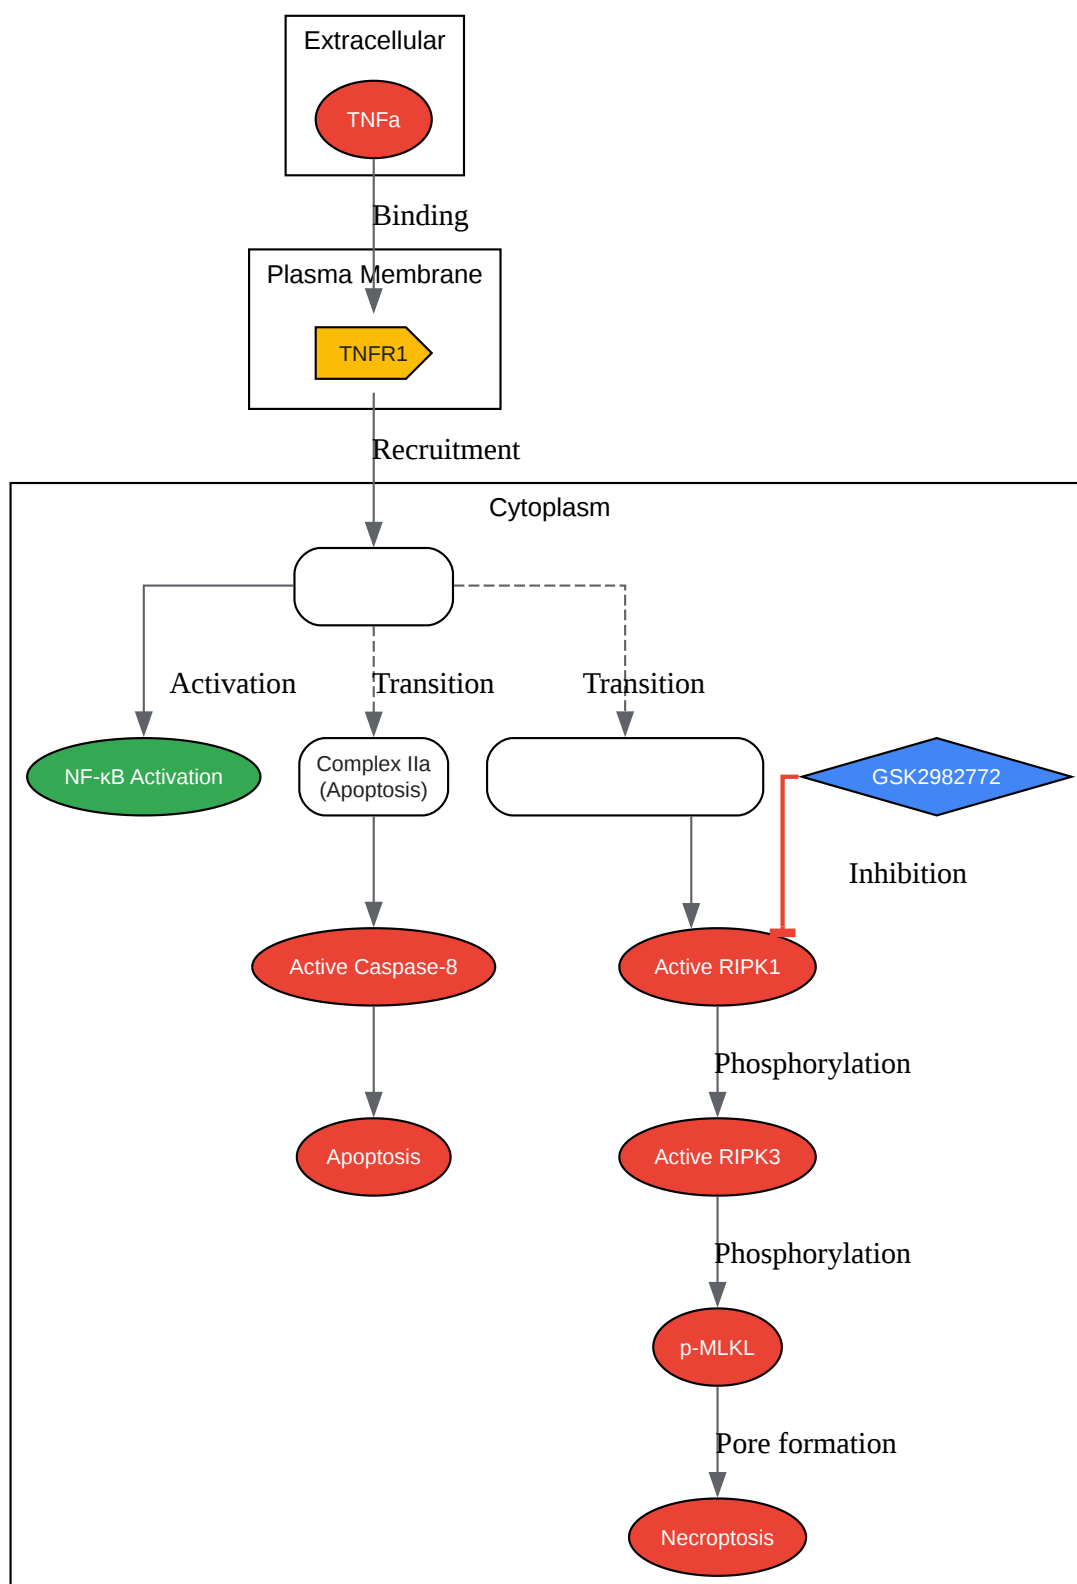 Extracellular
TNFa
Binding
Plasma Membrane
TNFR1
Recruitment
Cytoplasm
Activation
Transition
Transition
NF-κB Activation
Complex IIa
(Apoptosis)
GSK2982772
Inhibition
Active Caspase-8
Active RIPK1
Phosphorylation
Apoptosis
Active RIPK3
Phosphorylation
p-MLKL
Pore formation
Necroptosis